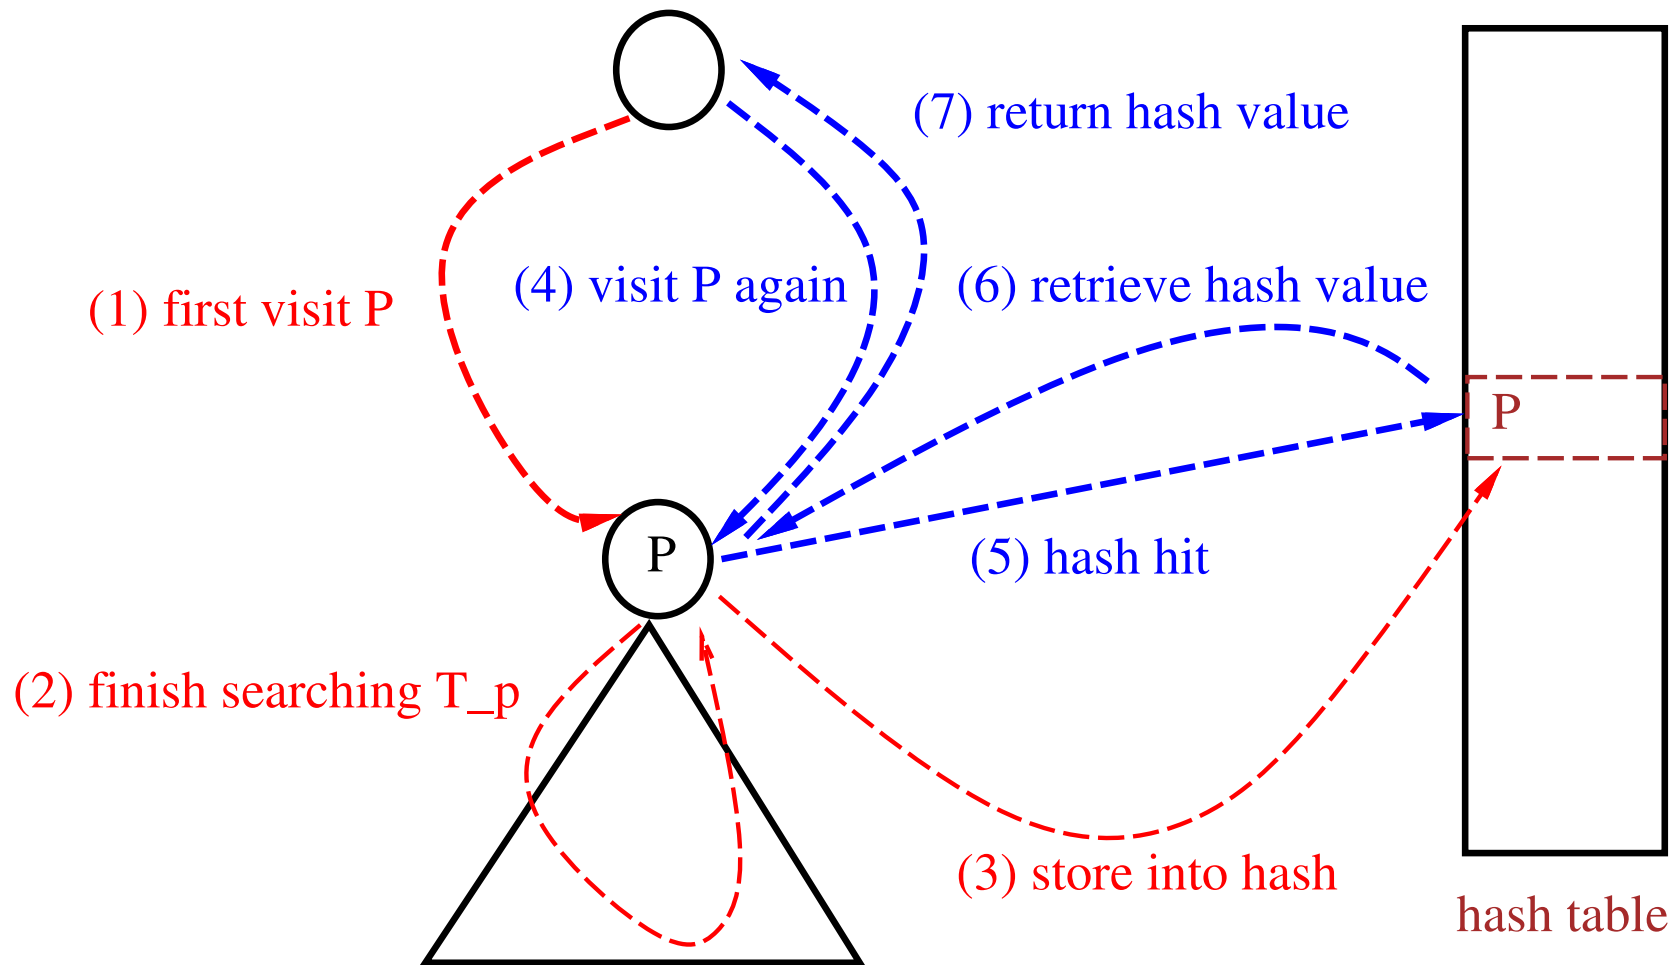 (7) return hash value
(1) first visit P
(4) visit P again
(6) retrieve hash value
P
P
(5) hash hit
(2) finish searching T_p
(3) store into hash
hash table